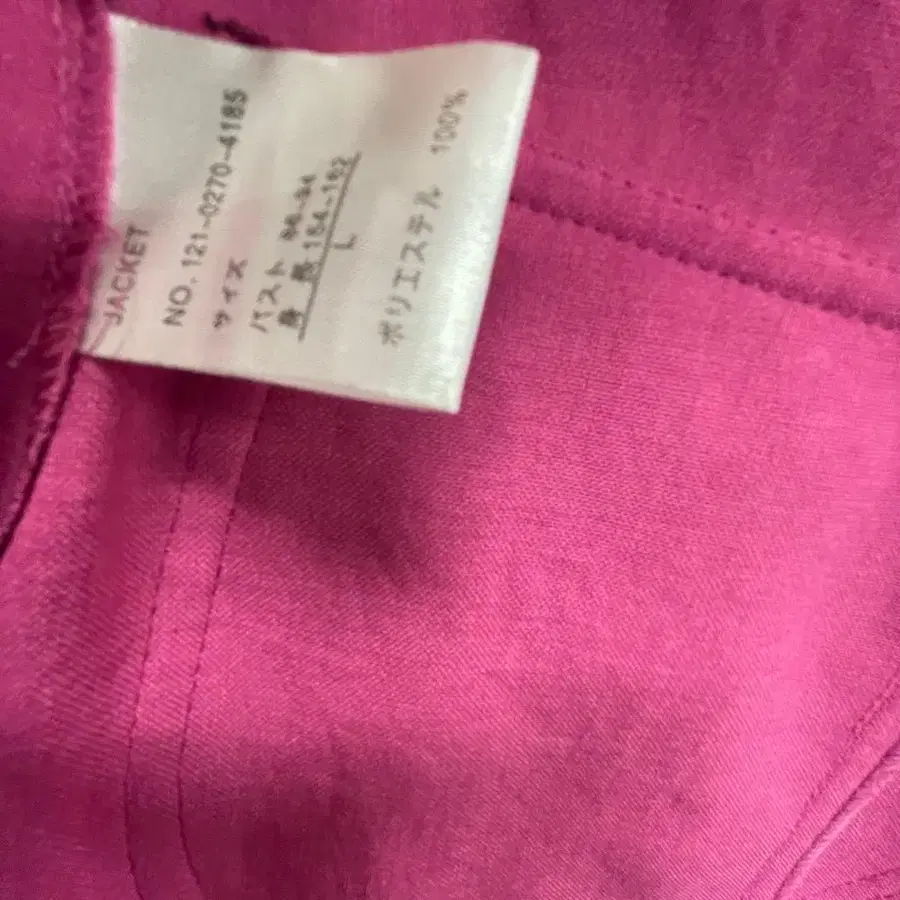 JACKET
NO. 121-0270-4185
サイズ
バスト 86-94
身長 154-162
L
ポリエステル 100%